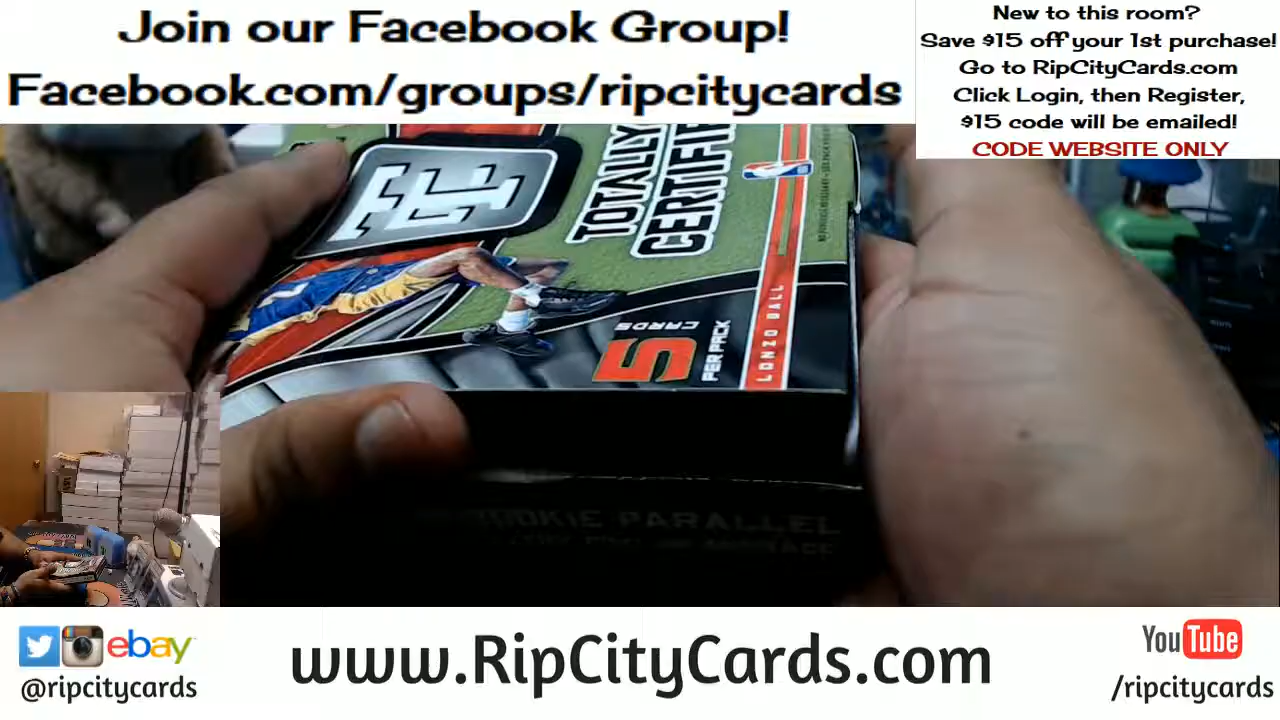 Join our Facebook Group!
Facebook.com/groups/ripcitycards
New to this room?
Save $15 off your 1st purchase!
Go to RipCityCards.com
Click Login, then Register,
$15 code will be emailed!
CODE WEBSITE ONLY
TOTALLY
CERTIFI
5
CARDS
PER PACK
LONZO BALL
ROOKIE PARALLEL
ebay
@ripcitycards
www.RipCityCards.com
YouTube
/ripcitycards